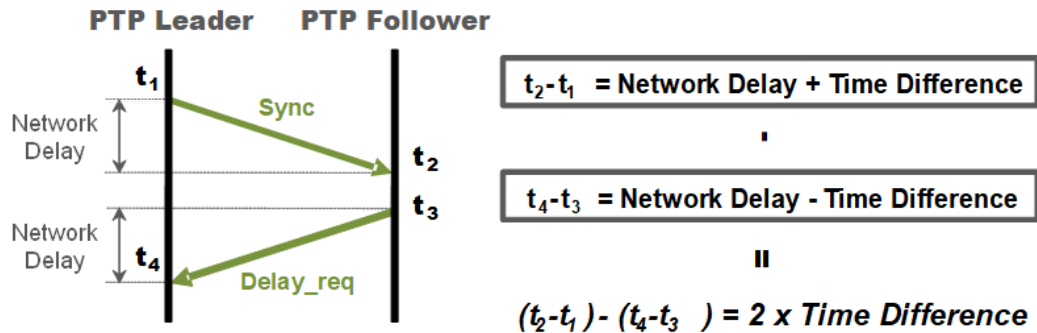 PTP Leader PTP Follower
t1
Sync
Network
Delay
t2
t3
Network
Delay
t4
Delay_req
t2-t1 = Network Delay + Time Difference
-
t4-t3 = Network Delay - Time Difference
=
(t2-t1) - (t4-t3 ) = 2 x Time Difference